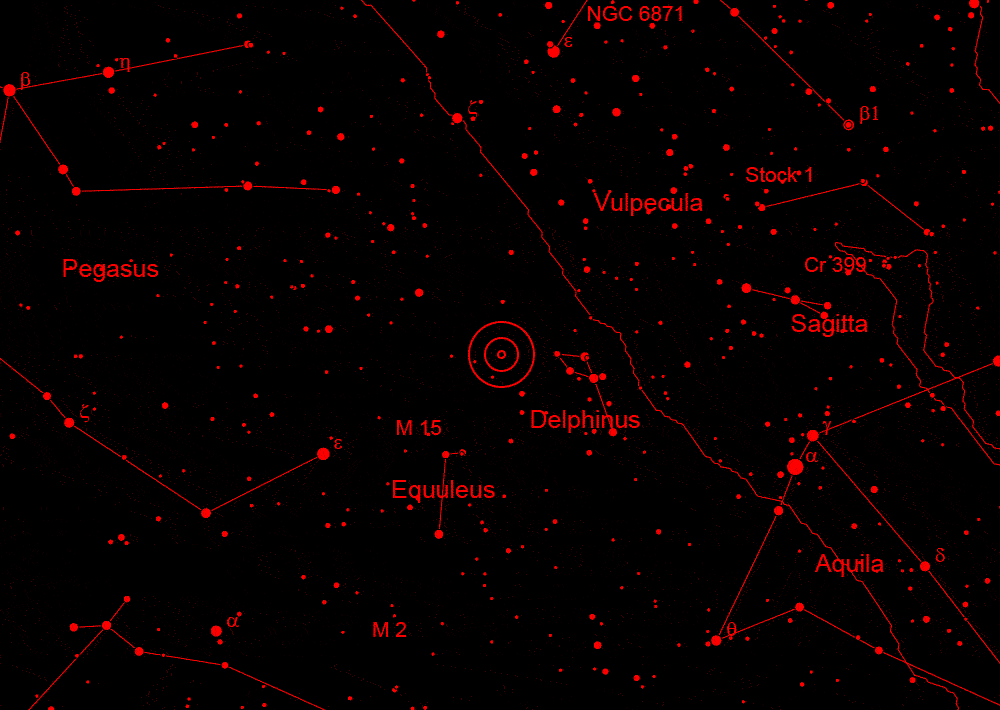 NGC 6871
ε
η
β
ζ
β1
Stock 1
Vulpecula
Pegasus
Cr 399
Sagitta
ζ
Delphinus
M 15
γ
ε
α
Equuleus
δ
Aquila
α
M 2
θ